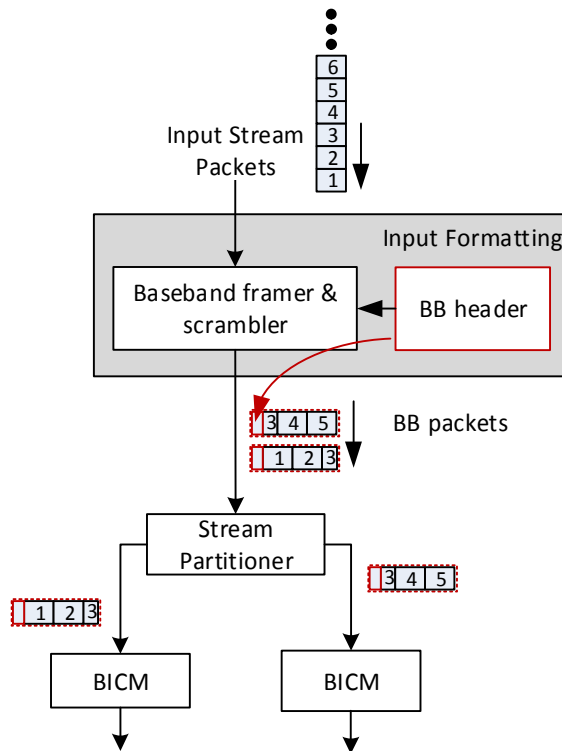 6
5
4
3
2
1
Input Stream
Packets
Input Formatting
Baseband framer &
scrambler
BB header
3 4 5
BB packets
1 2 3
Stream
Partitioner
3 4 5
1 2 3
BICM
BICM